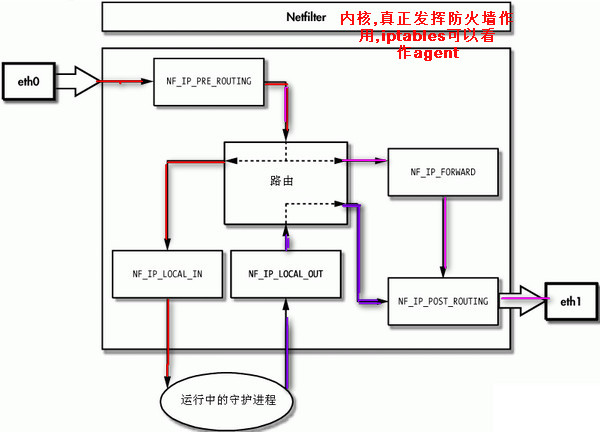 Netfilter
内核,真正发挥防火墙作
用,iptables可以看
作agent
eth0
NF_IP_PRE_ROUTING
路由
NF_IP_FORWARD
NF_IP_LOCAL_IN
NF_IP_LOCAL_OUT
NF_IP_POST_ROUTING
eth1
运行中的守护进程